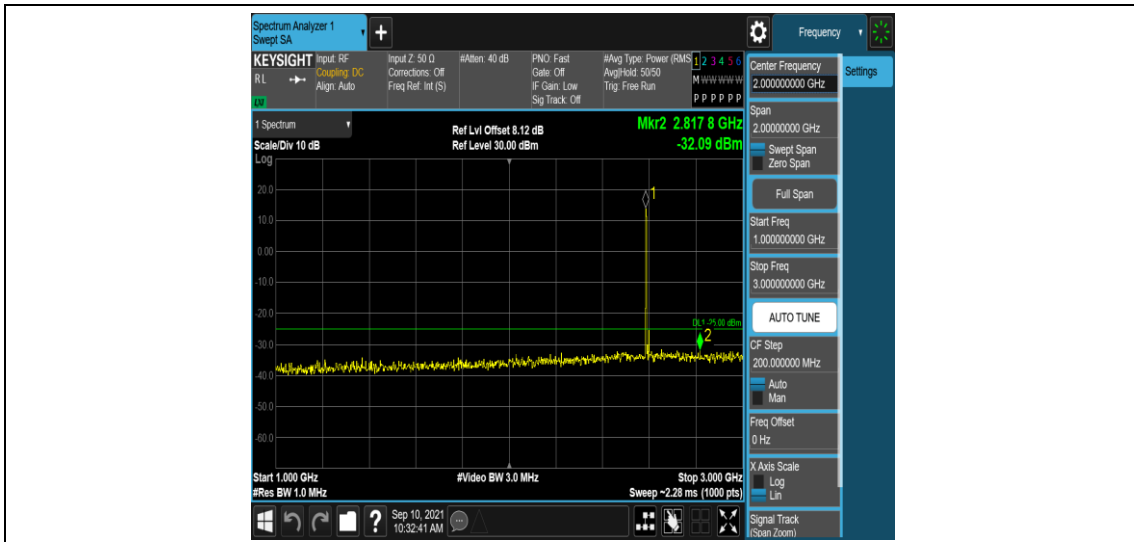 Spectrum Analyzer 1
Swept SA
+
Frequency
KEYSIGHT
RL
Input: RF
Coupling: DC
Align: Auto
Input Z: 50 Ω
Corrections: Off
Freq Ref: Int (S)
#Atten: 40 dB
PNO: Fast
Gate: Off
IF Gain: Low
Sig Track: Off
#Avg Type: Power (RMS
Avg|Hold: 50/50
Trig: Free Run
1 2 3 4 5 6
M W W W W W
P P P P P P
1 Spectrum
Scale/Div 10 dB
Ref Lvl Offset 8.12 dB
Ref Level 30.00 dBm
Mkr2 2.817 8 GHz
-32.09 dBm
Log
20.0
10.0
0.00
-10.0
-20.0
-30.0
-40.0
-50.0
-60.0
1
DL1 -25.00 dBm
2
Start 1.000 GHz
#Res BW 1.0 MHz
#Video BW 3.0 MHz
Stop 3.000 GHz
Sweep ~2.28 ms (1000 pts)
?
Sep 10, 2021
10:32:41 AM
Center Frequency
2.000000000 GHz
Settings
Span
2.00000000 GHz
Swept Span
Zero Span
Full Span
Start Freq
1.000000000 GHz
Stop Freq
3.000000000 GHz
AUTO TUNE
CF Step
200.000000 MHz
Auto
Man
Freq Offset
0 Hz
X Axis Scale
Log
Lin
Signal Track
(Span Zoom)